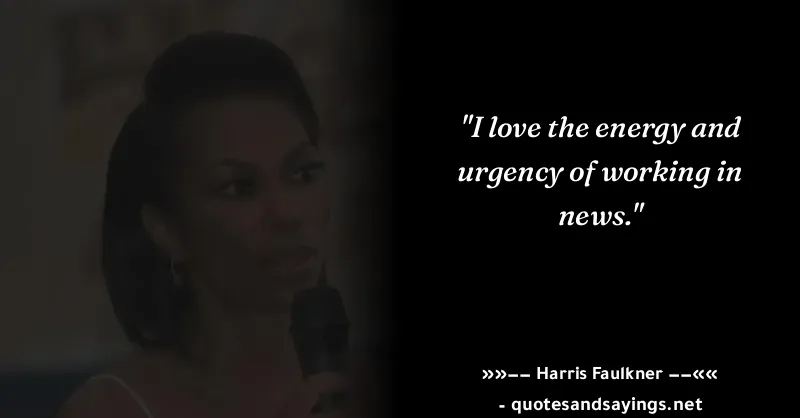 "I love the energy and
urgency of working in
news."
»»−− Harris Faulkner −−««
- quotesandsayings.net